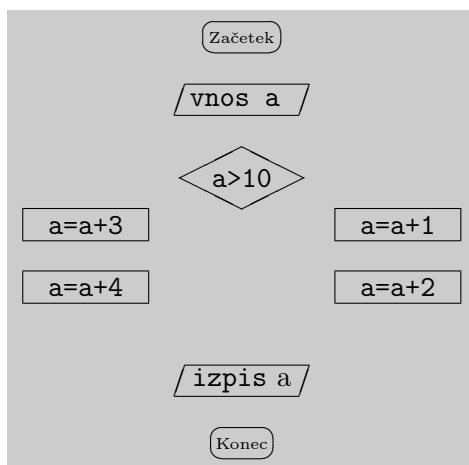 Začetek
vnos a
a>10
a=a+3
a=a+1
a=a+4
a=a+2
izpis a
Konec